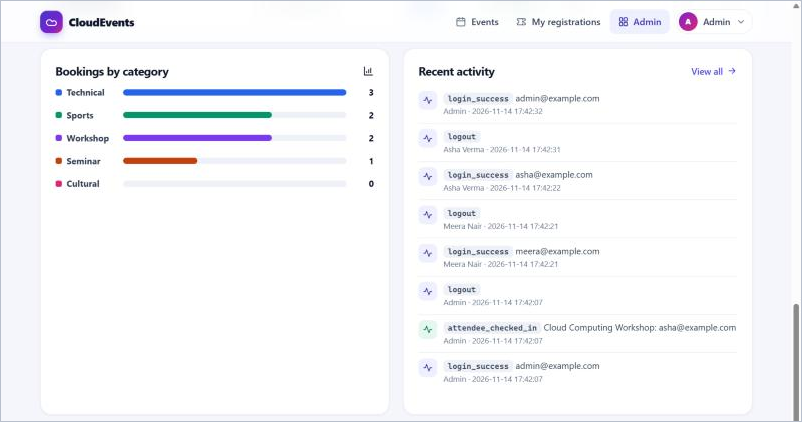 CloudEvents
Events
My registrations
Admin
A
Admin
Bookings by category
Technical 3
Sports 2
Workshop 2
Seminar 1
Cultural 0
Recent activity
View all →
login_success admin@example.com
Admin · 2026-11-14 17:42:32
logout
Asha Verma · 2026-11-14 17:42:31
login_success asha@example.com
Asha Verma · 2026-11-14 17:42:22
logout
Meera Nair · 2026-11-14 17:42:21
login_success meera@example.com
Meera Nair · 2026-11-14 17:42:21
logout
Admin · 2026-11-14 17:42:07
attendee_checked_in Cloud Computing Workshop: asha@example.com
Admin · 2026-11-14 17:42:07
login_success admin@example.com
Admin · 2026-11-14 17:42:07